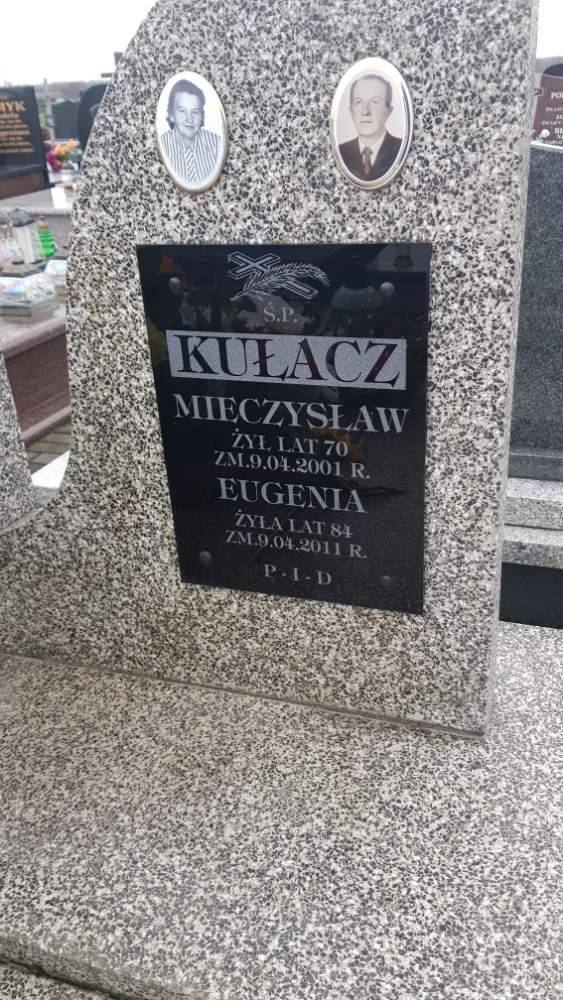 Ś.P.
KUŁACZ
MIECZYSŁAW
ŻYŁ LAT 70
ZM.9.04.2001 R.
EUGENIA
ŻYŁA LAT 84
ZM.9.04.2011 R.
P-I-D